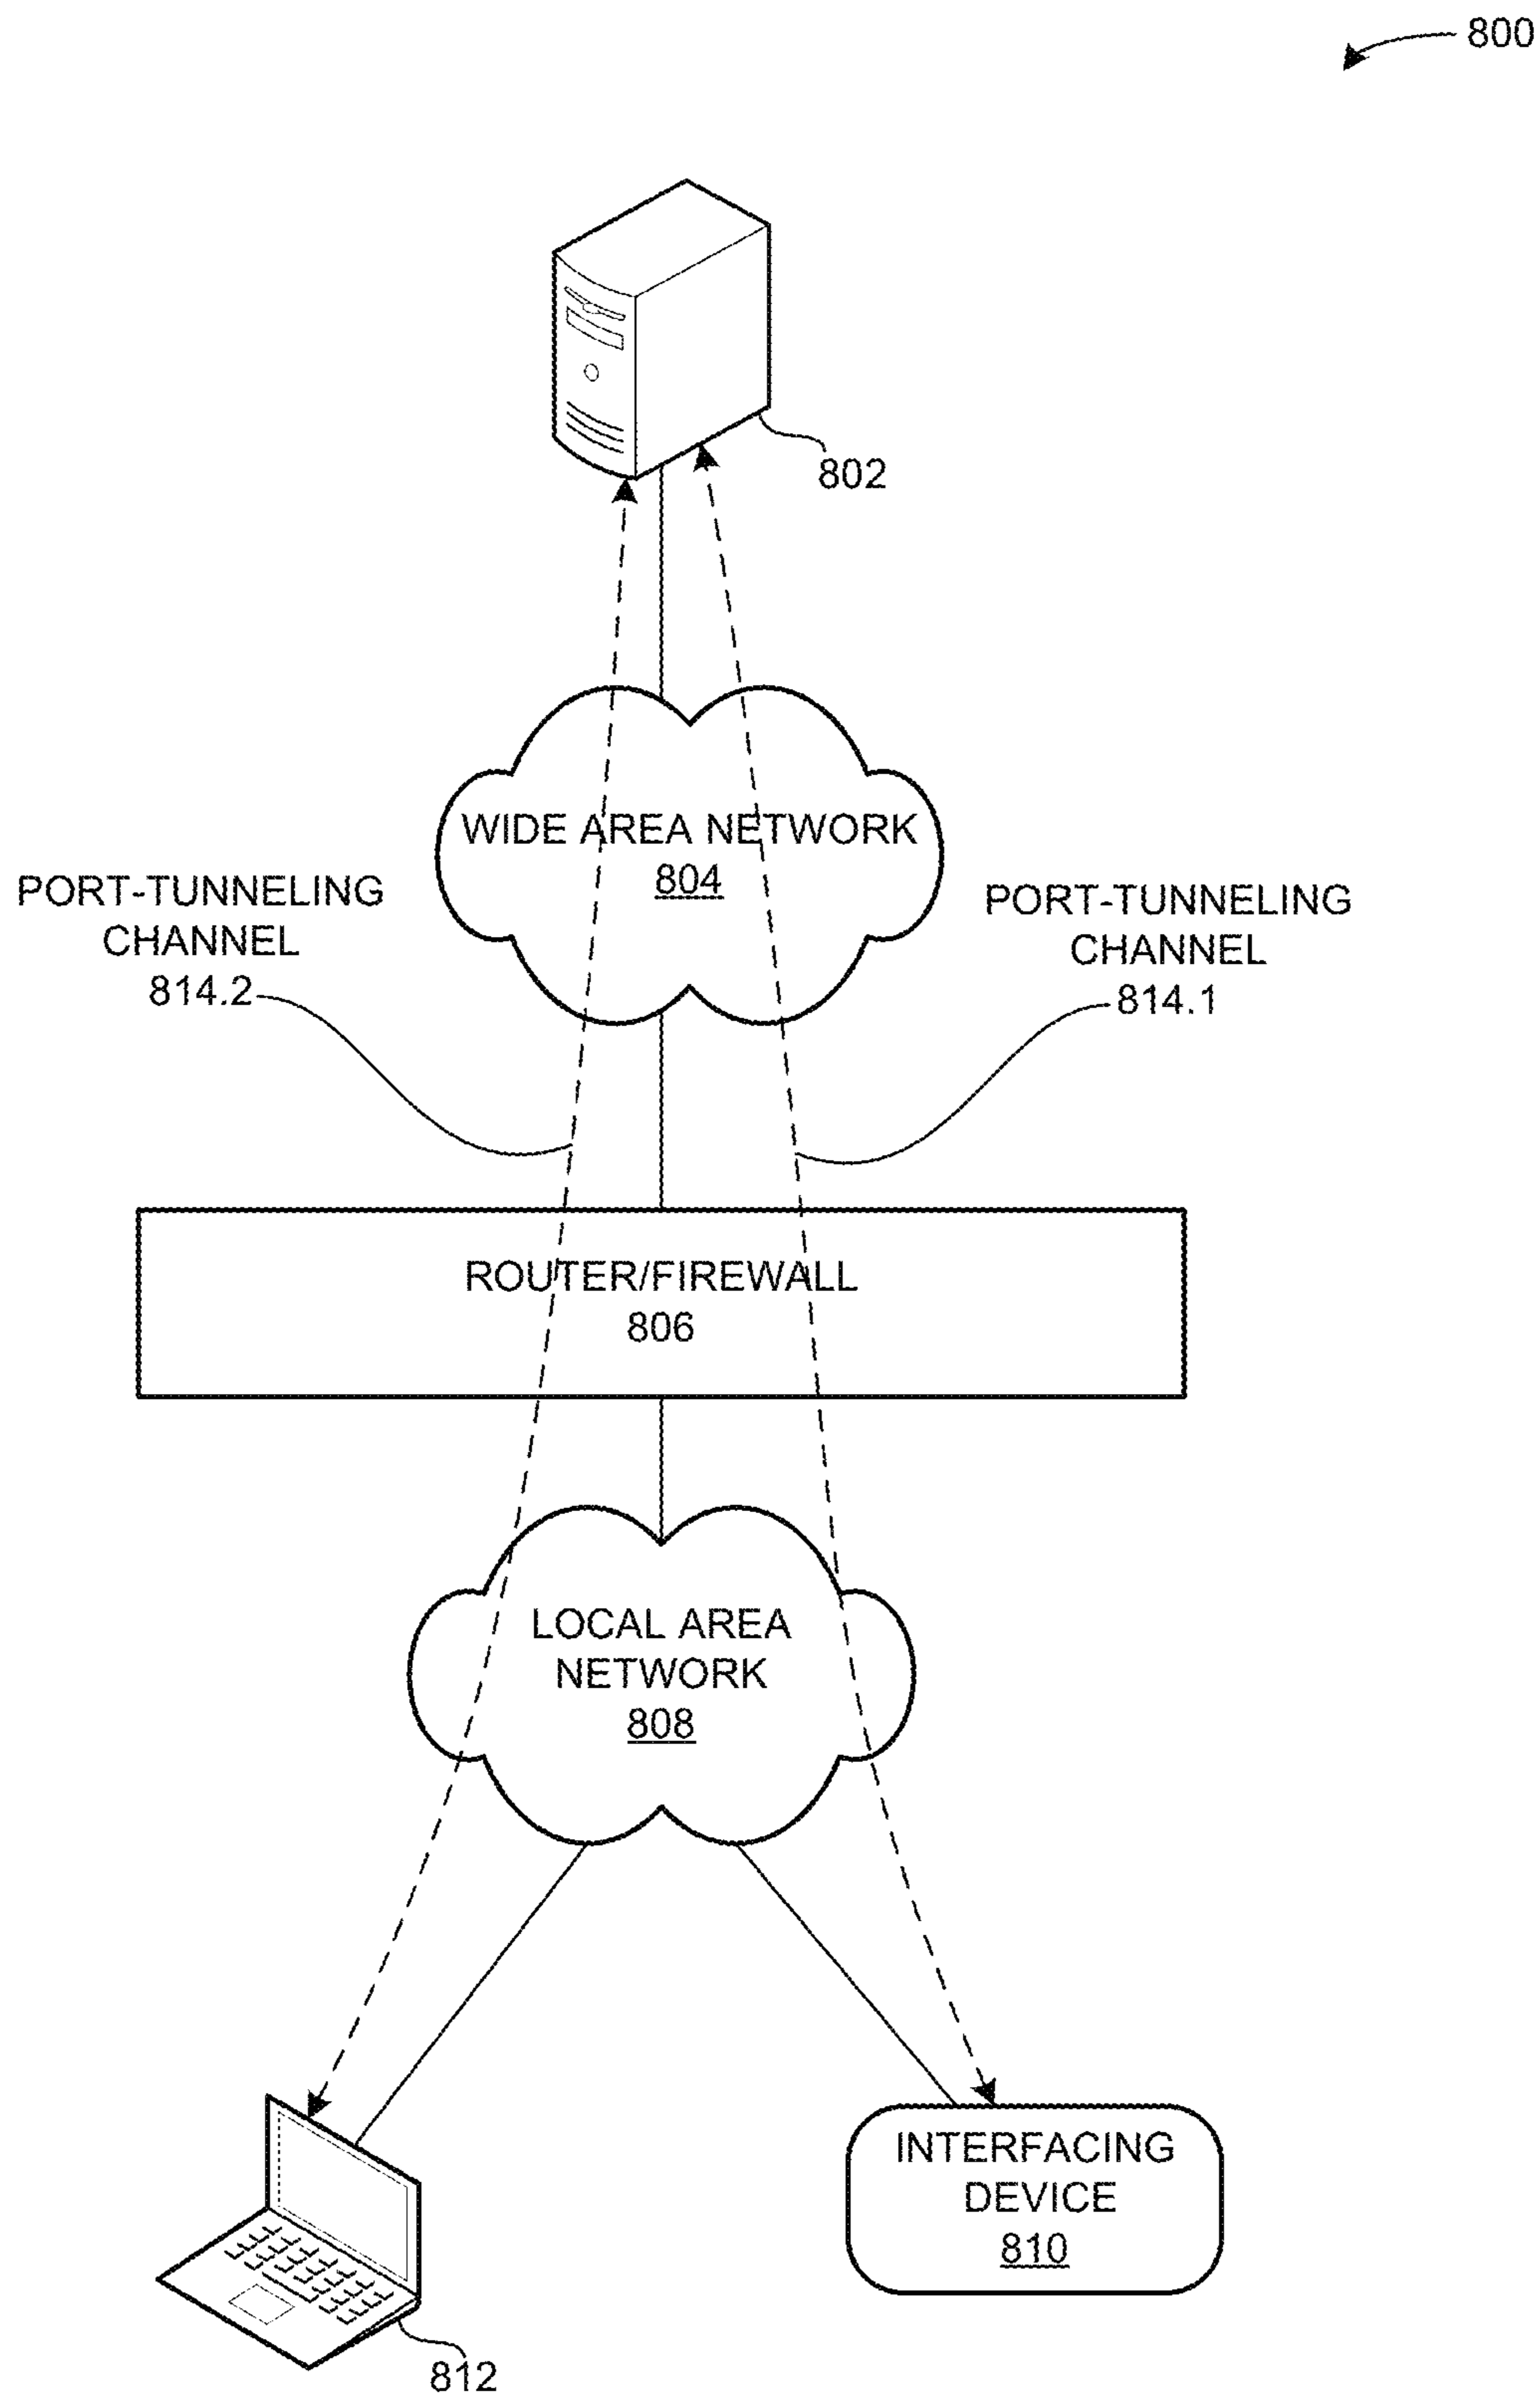 800
802
WIDE AREA NETWORK
804
PORT-TUNNELING
CHANNEL
814.2
PORT-TUNNELING
CHANNEL
814.1
ROUTER/FIREWALL
806
LOCAL AREA
NETWORK
808
INTERFACING
DEVICE
810
812